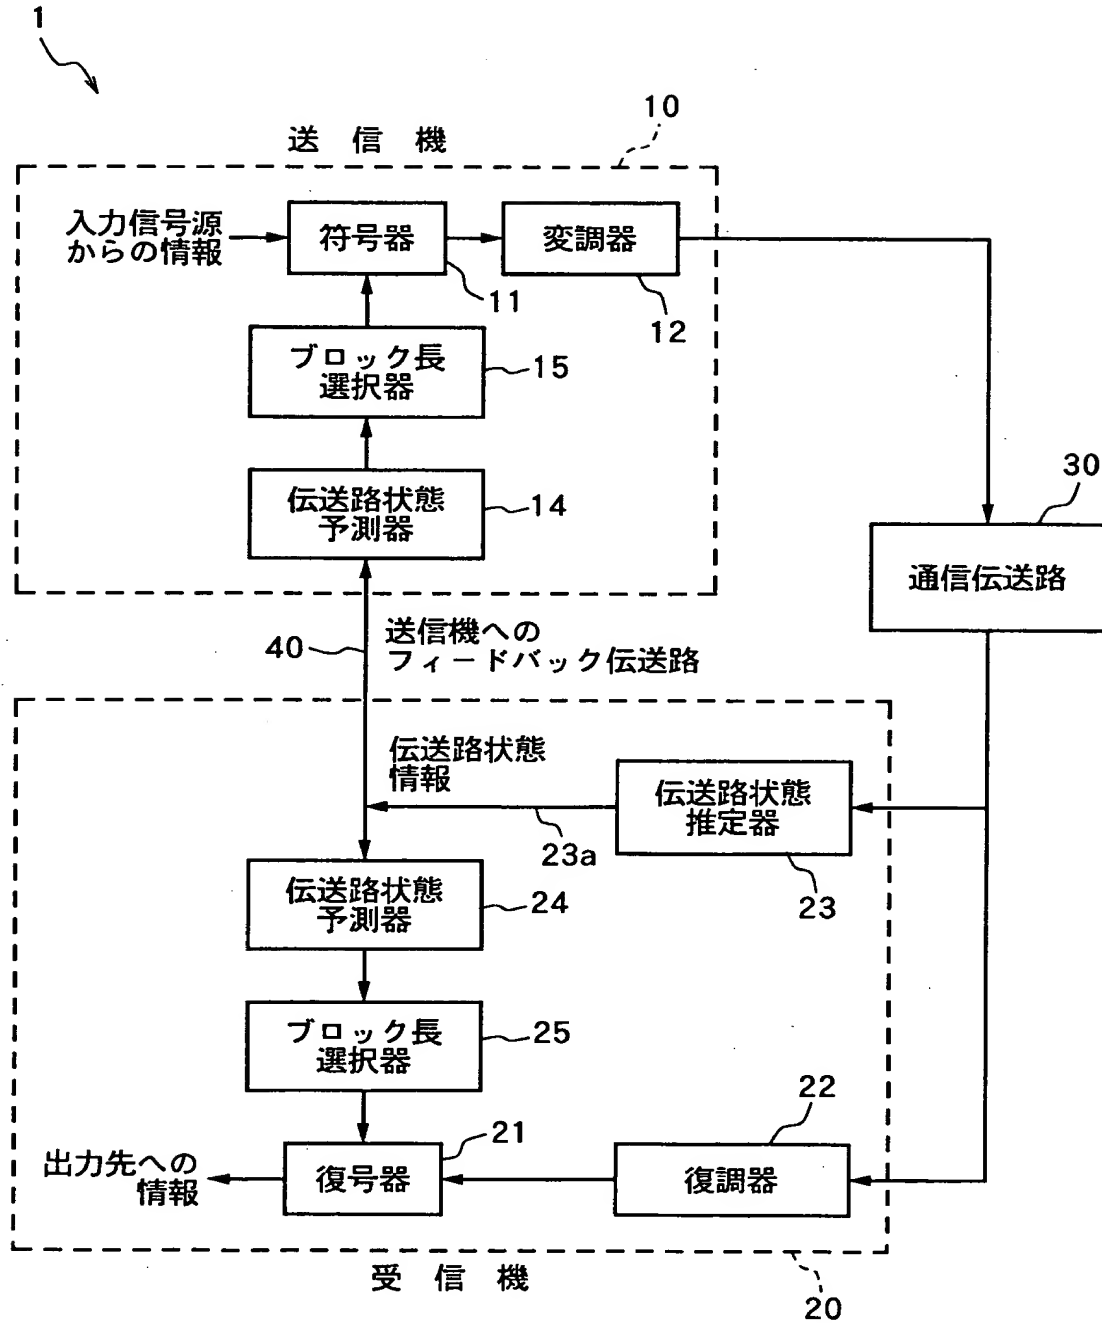 1
10
送信機
入力信号源
からの情報
符号器
変調器
11
12
ブロック長
選択器
15
伝送路状態
予測器
14
30
通信伝送路
40
送信機への
フィードバック伝送路
伝送路状態
情報
伝送路状態
推定器
23a
23
伝送路状態
予測器
24
ブロック長
選択器
25
22
21
出力先への
情報
復号器
復調器
受信機
20